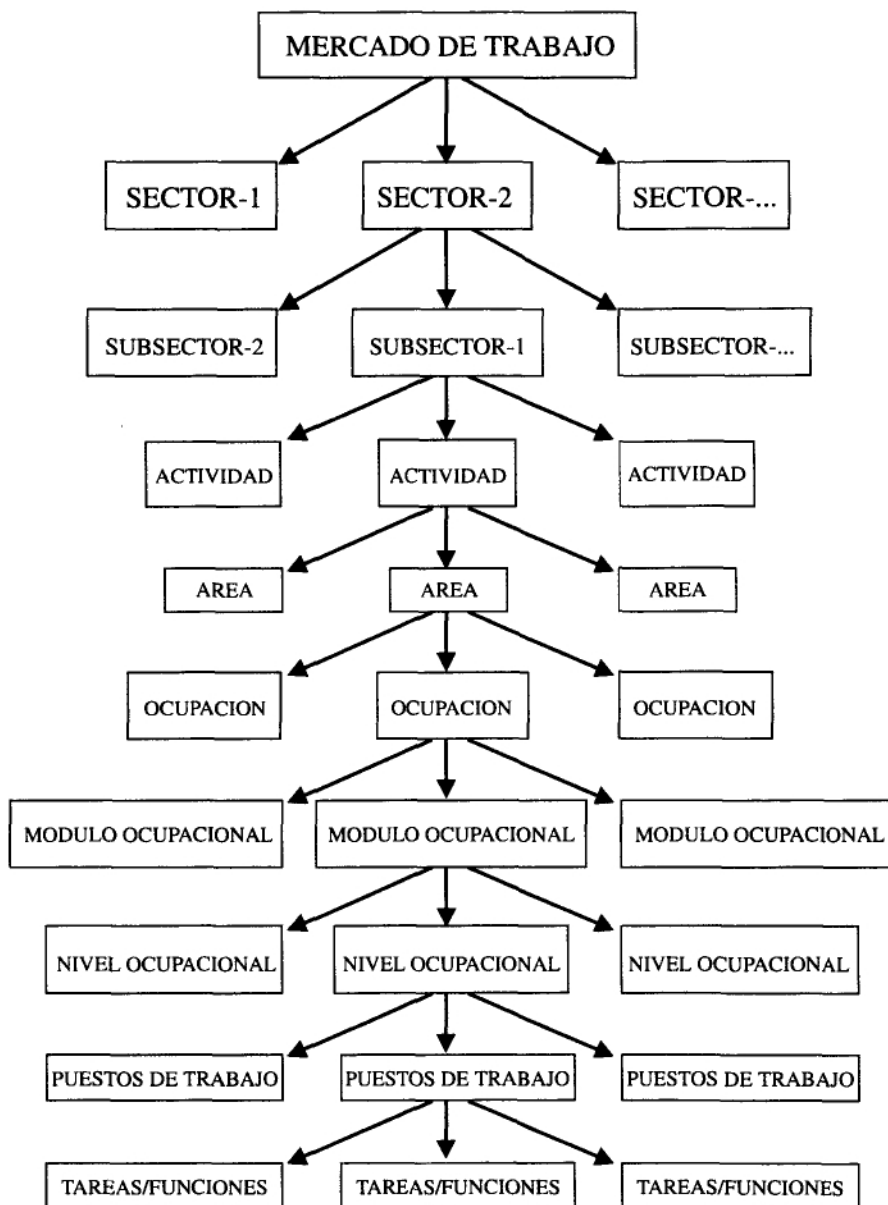 MERCADO DE TRABAJO
SECTOR-1
SECTOR-2
SECTOR-...
SUBSECTOR-2
SUBSECTOR-1
SUBSECTOR-...
ACTIVIDAD
ACTIVIDAD
ACTIVIDAD
AREA
AREA
AREA
OCUPACION
OCUPACION
OCUPACION
MODULO OCUPACIONAL
MODULO OCUPACIONAL
MODULO OCUPACIONAL
NIVEL OCUPACIONAL
NIVEL OCUPACIONAL
NIVEL OCUPACIONAL
PUESTOS DE TRABAJO
PUESTOS DE TRABAJO
PUESTOS DE TRABAJO
TAREAS/FUNCIONES
TAREAS/FUNCIONES
TAREAS/FUNCIONES